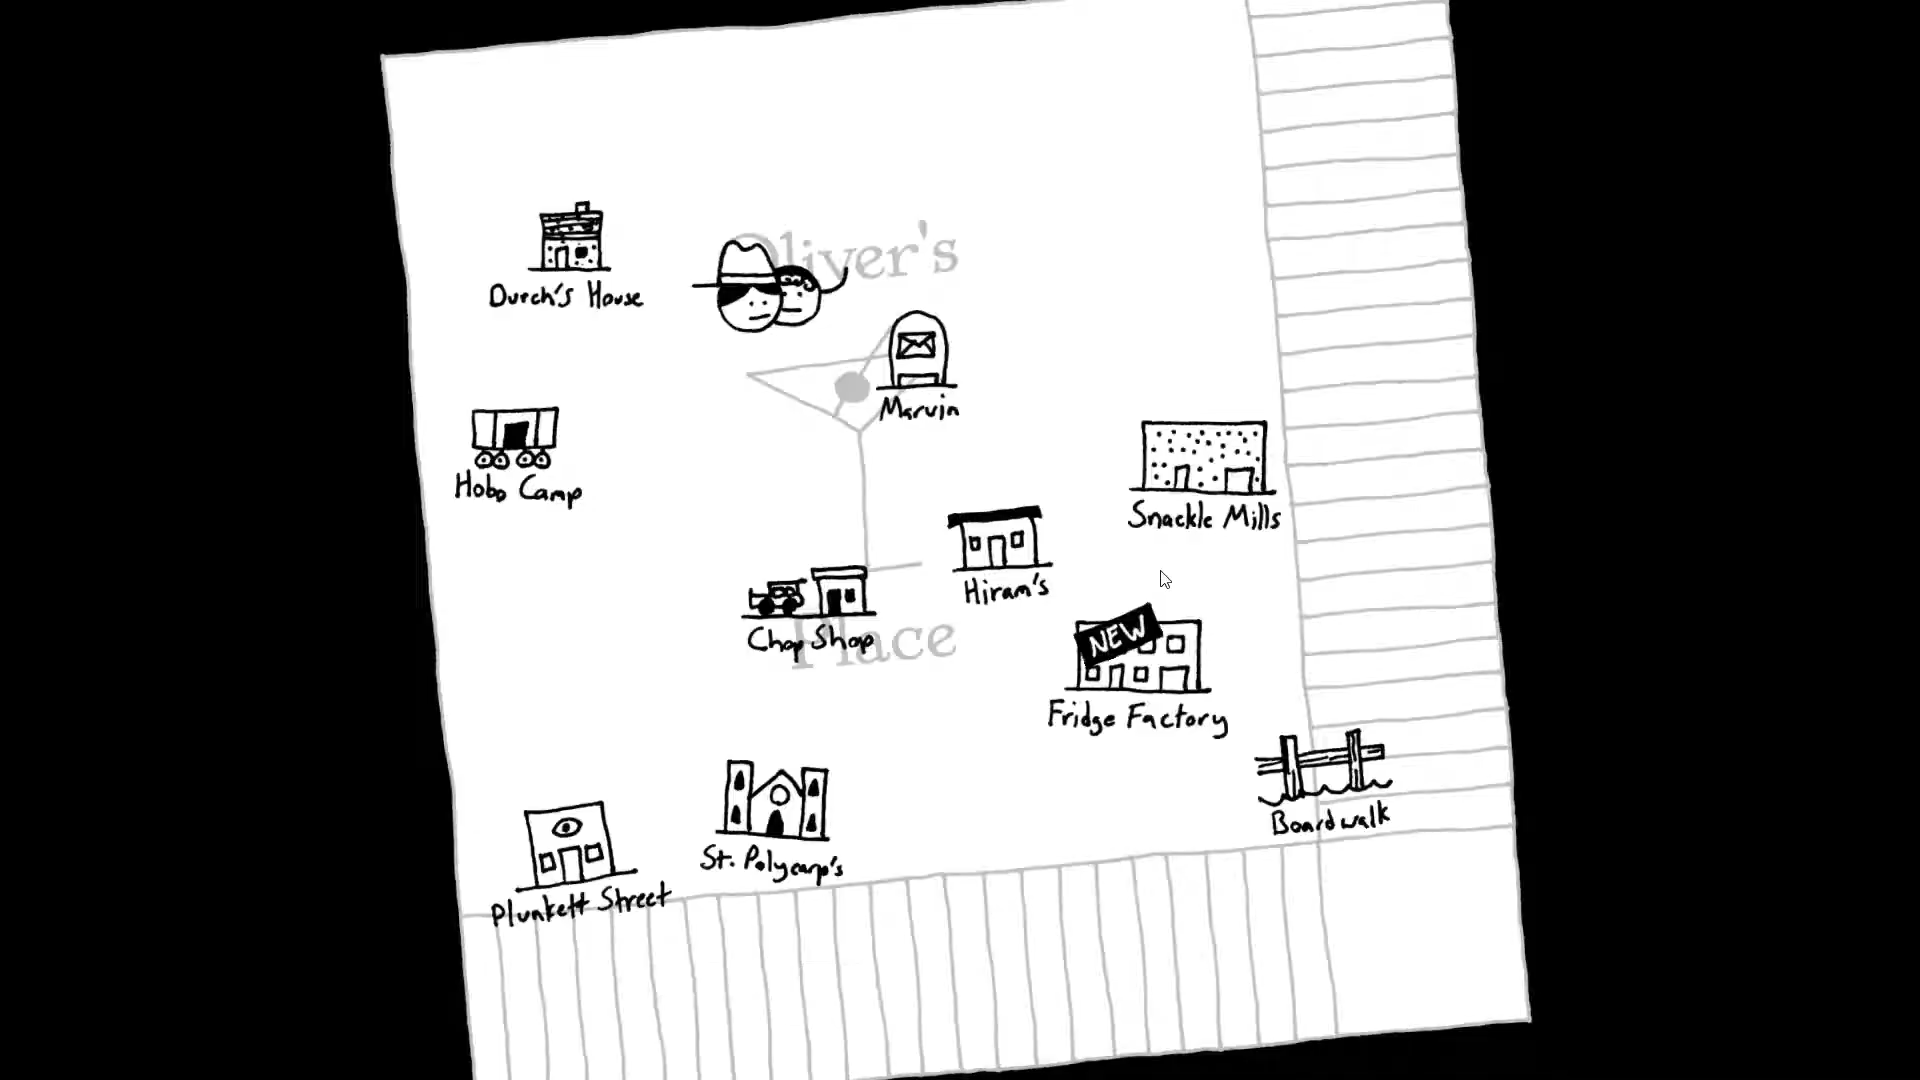 Oliver's
Durch's House
Marvin
Hobo Camp
Snackle Mills
Hiram's
Chop Shop
Place
NEW
Fridge Factory
Boardwalk
St. Polycarp's
Plunkett Street